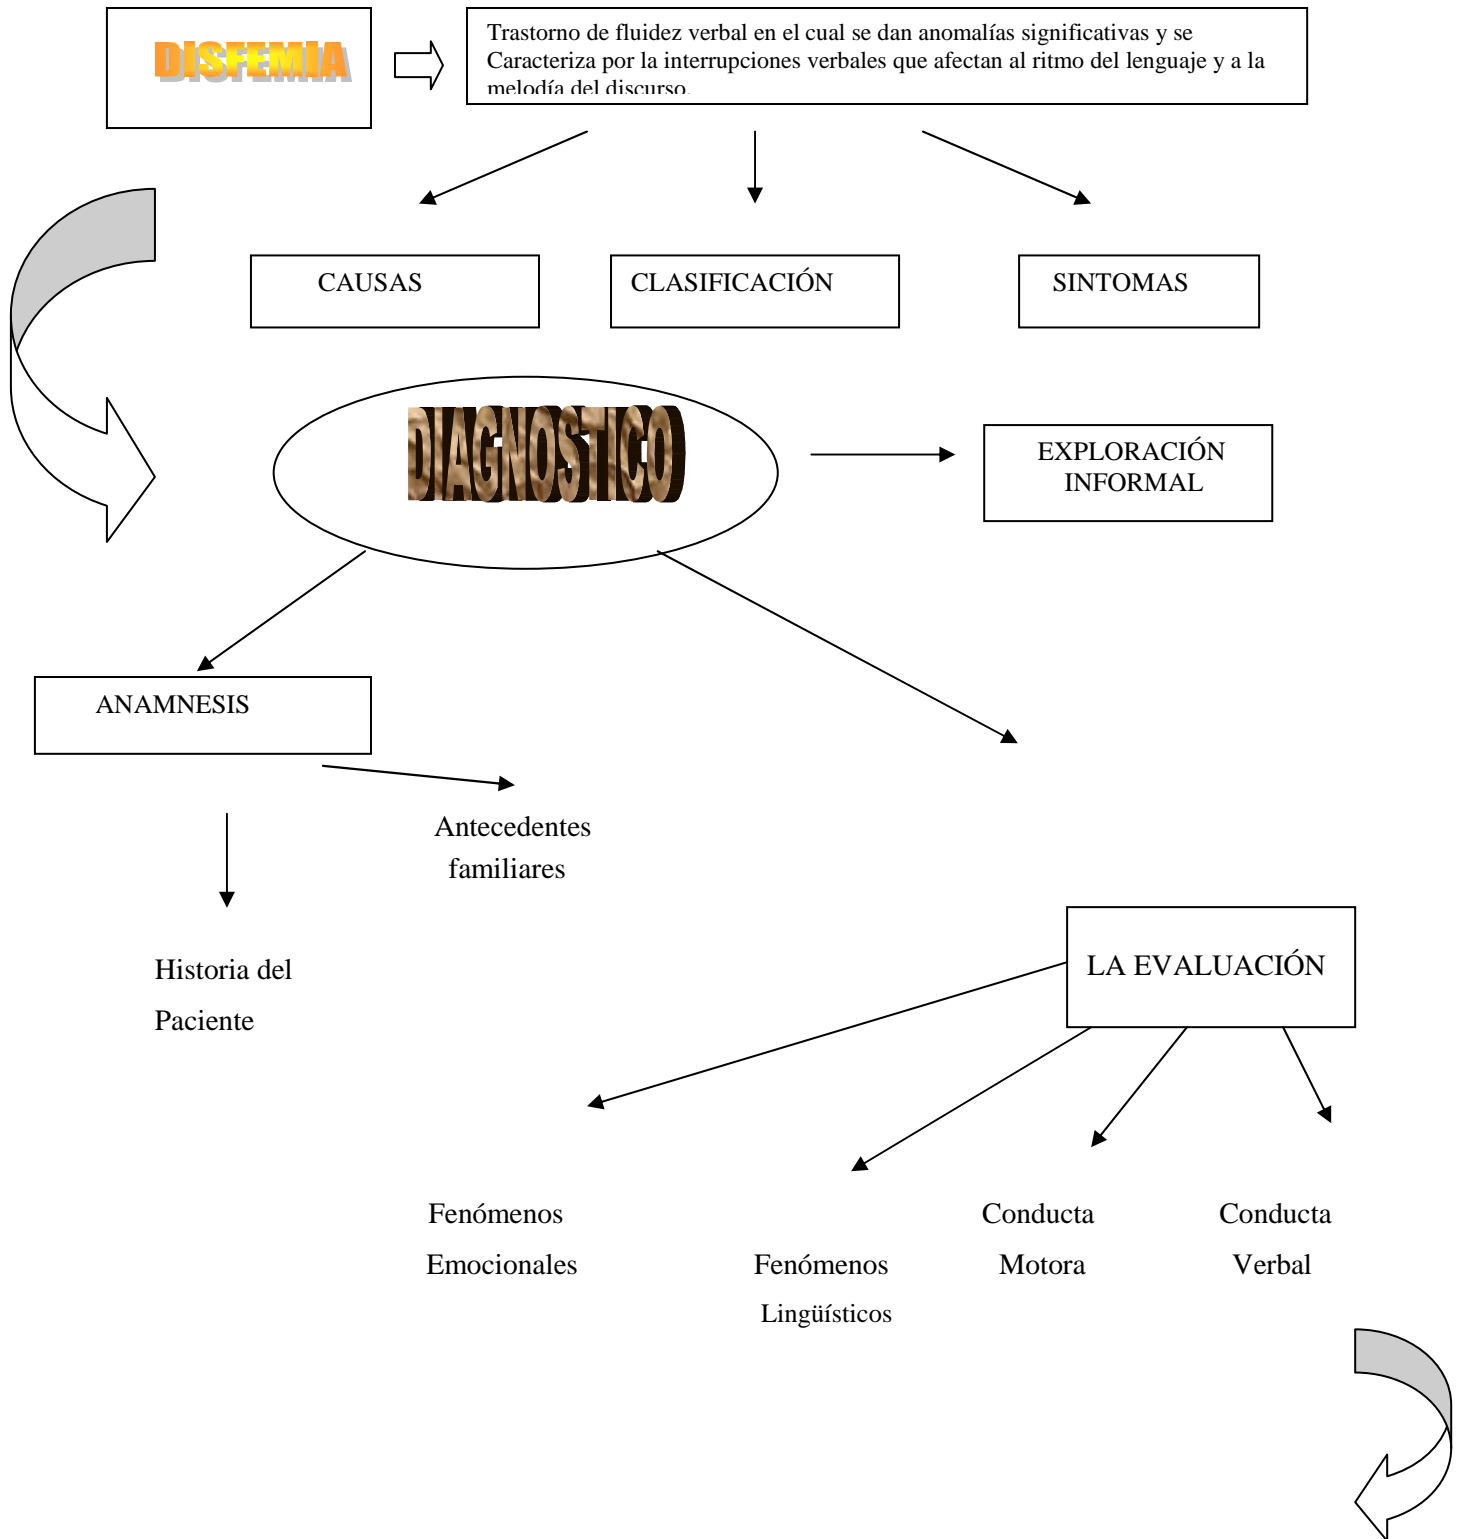 DISFEMIA
Trastorno de fluidez verbal en el cual se dan anomalías significativas y se
Caracteriza por la interrupciones verbales que afectan al ritmo del lenguaje y a la
melodía del discurso.
CAUSAS
CLASIFICACIÓN
SINTOMAS
DIAGNOSTICO
EXPLORACIÓN
INFORMAL
ANAMNESIS
Antecedentes
familiares
Historia del
Paciente
LA EVALUACIÓN
Fenómenos
Emocionales
Fenómenos
Lingüísticos
Conducta
Motora
Conducta
Verbal